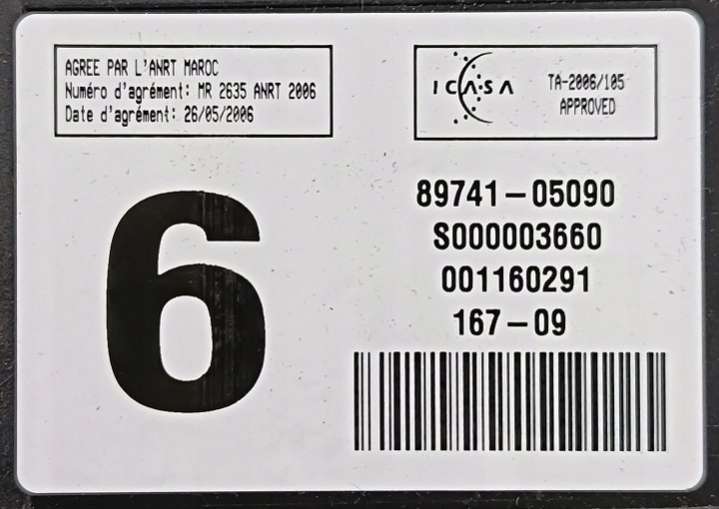 AGREE PAR L'ANRT MAROC
Numéro d'agrément: MR 2635 ANRT 2006
Date d'agrément: 26/05/2006
ICASA
TA-2006/105
APPROVED
6
89741-05090
S000003660
001160291
167-09